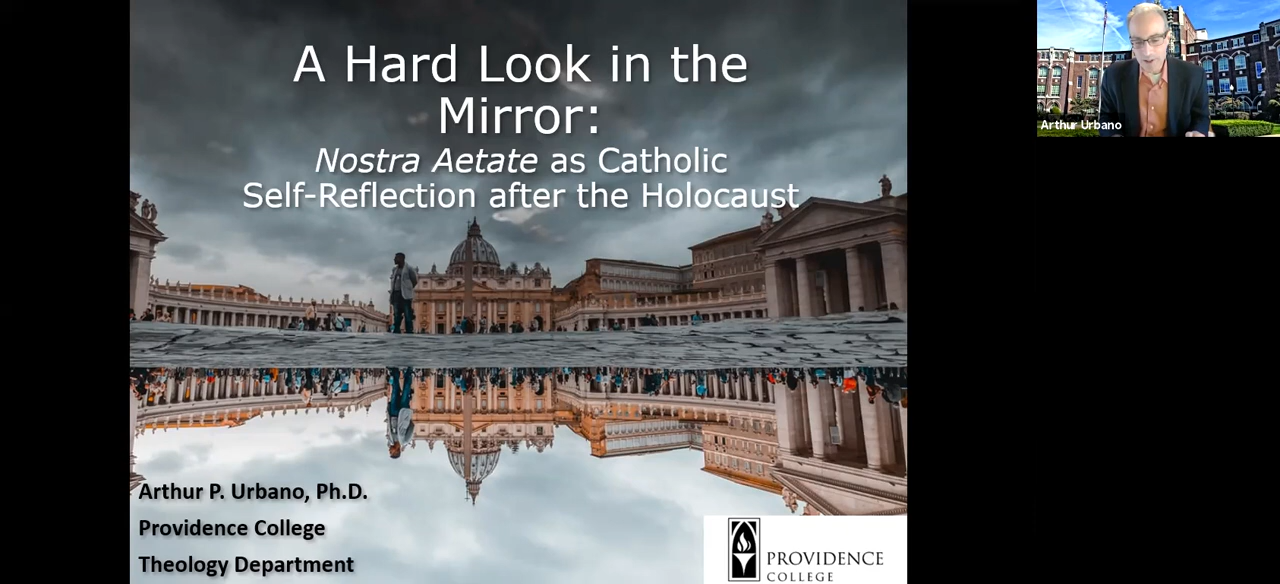 A Hard Look in the
Mirror:
Nostra Aetate as Catholic
Self-Reflection after the Holocaust
Arthur Urbano
Arthur P. Urbano, Ph.D.
Providence College
Theology Department
PROVIDENCE
COLLEGE